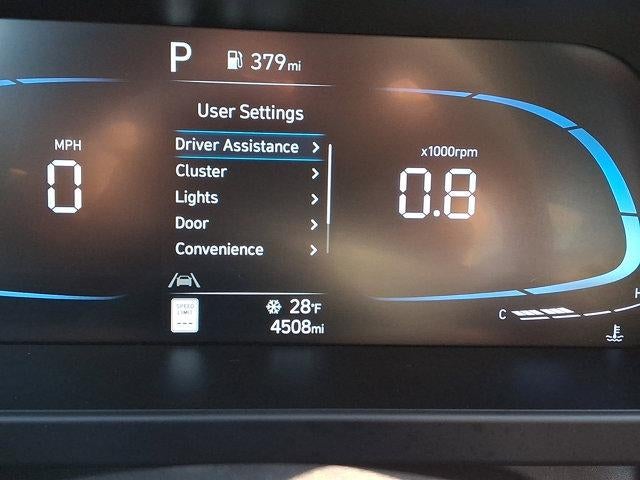 P 379mi
User Settings
Driver Assistance >
Cluster >
Lights >
Door >
Convenience >
MPH
0
x1000rpm
0.8
SPEED
LIMIT
---
28°F
4508mi
C H